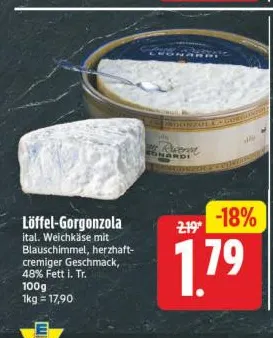 LEONARDI
-18%
2.19*
1.79
Löffel-Gorgonzola
ital. Weichkäse mit
Blauschimmel, herzhaft-
cremiger Geschmack,
48% Fett i. Tr.
100g
1kg = 17,90
E